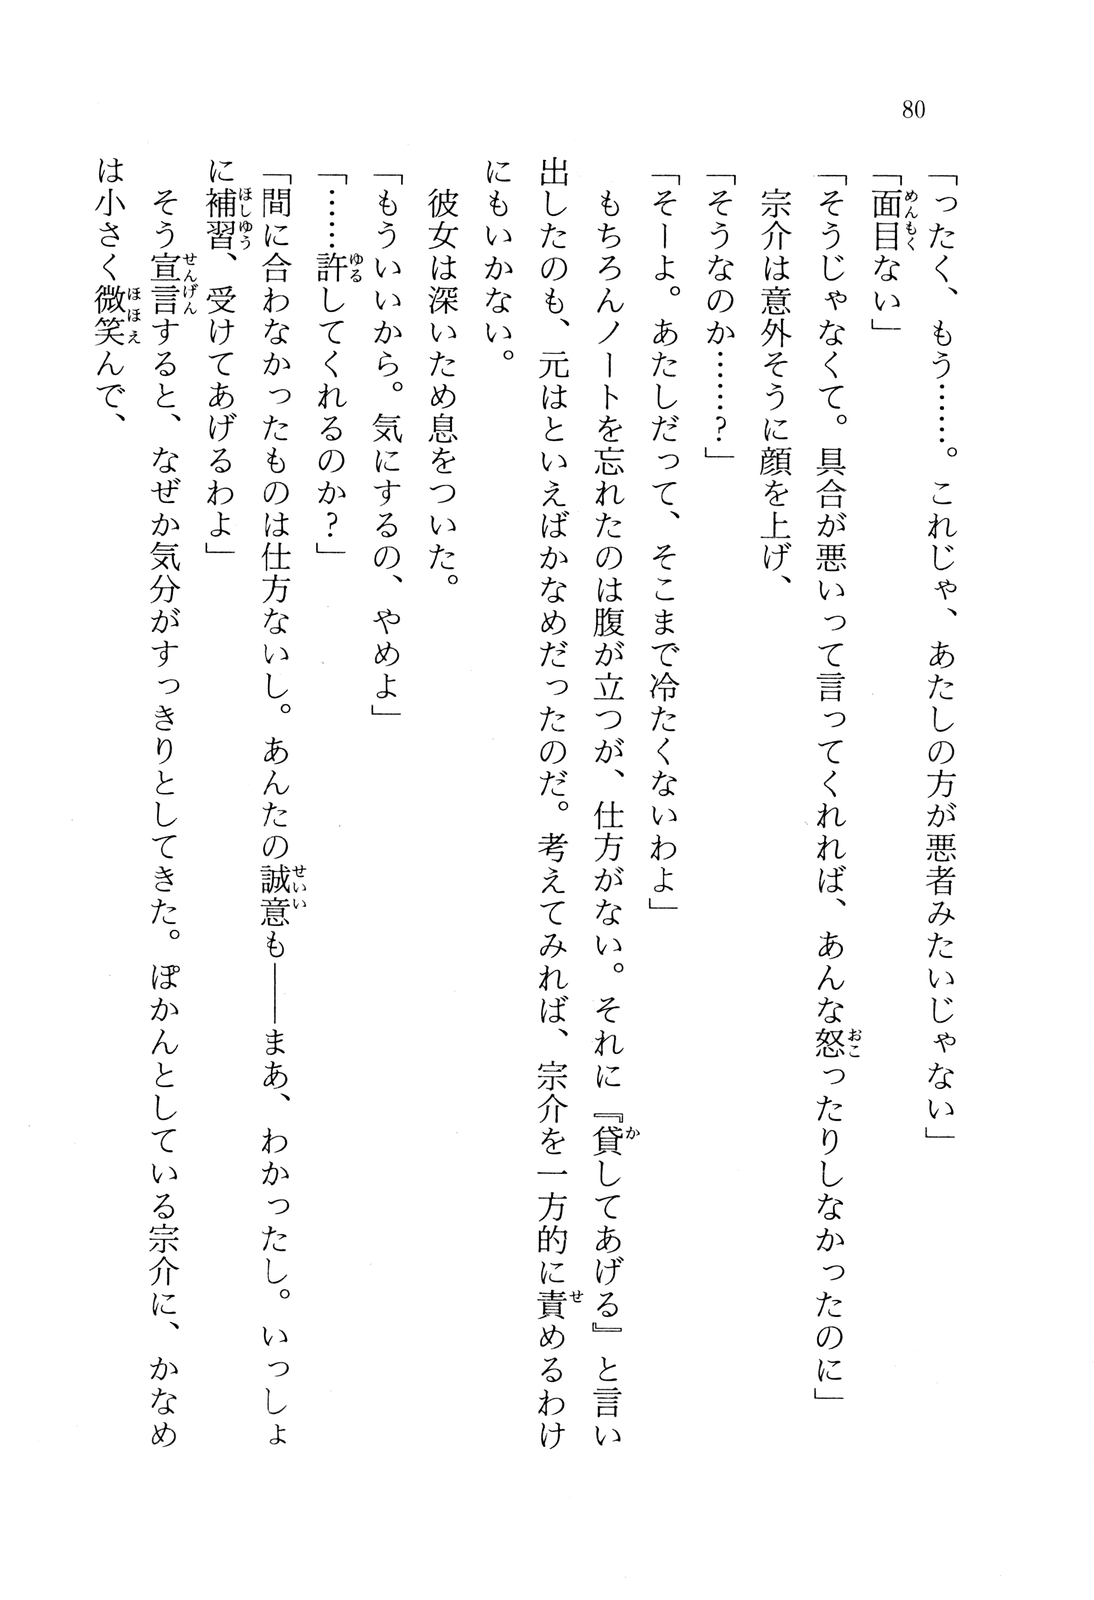 80
「ったく、もう……。これじゃ、あたしの方が悪者みたいじゃない」
「面目ない」
「そうじゃなくて。具合が悪いって言ってくれれば、あんな怒ったりしなかったのに」
　宗介は意外そうに顔を上げ、
「そうなのか……？」
「そーよ。あたしだって、そこまで冷たくないわよ」
　もちろんノートを忘れたのは腹が立つが、仕方がない。それに『貸してあげる』と言い
出したのも、元はといえばかなめだったのだ。考えてみれば、宗介を一方的に責めるわけ
にもいかない。
　彼女は深いため息をついた。
「もういいから。気にするの、やめよ」
「……許してくれるのか？」
「間に合わなかったものは仕方ないし。あんたの誠意も――まあ、わかったし。いっしょ
に補習、受けてあげるわよ」
　そう宣言すると、なぜか気分がすっきりとしてきた。ぽかんとしている宗介に、かなめ
は小さく微笑んで、